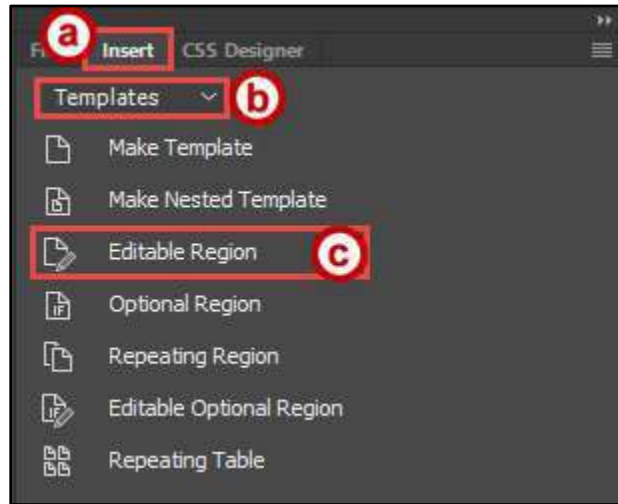 a
Insert CSS Designer
Templates b
Make Template
Make Nested Template
Editable Region c
Optional Region
Repeating Region
Editable Optional Region
Repeating Table